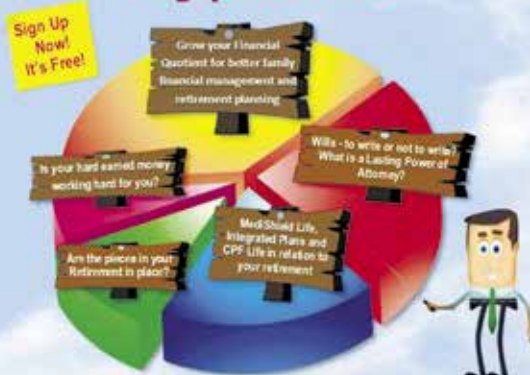 Sign Up
Now!
It's Free!
Grow your Financial
Quotient for better family
financial management and
retirement planning
Is your hard earned money
working hard for you?
Wills - to write or not to write?
What is a Lasting Power of
Attorney?
MediShield Life,
Integrated Plans and
CPF Life in relation to
your retirement
Are the pieces in your
Retirement in place?